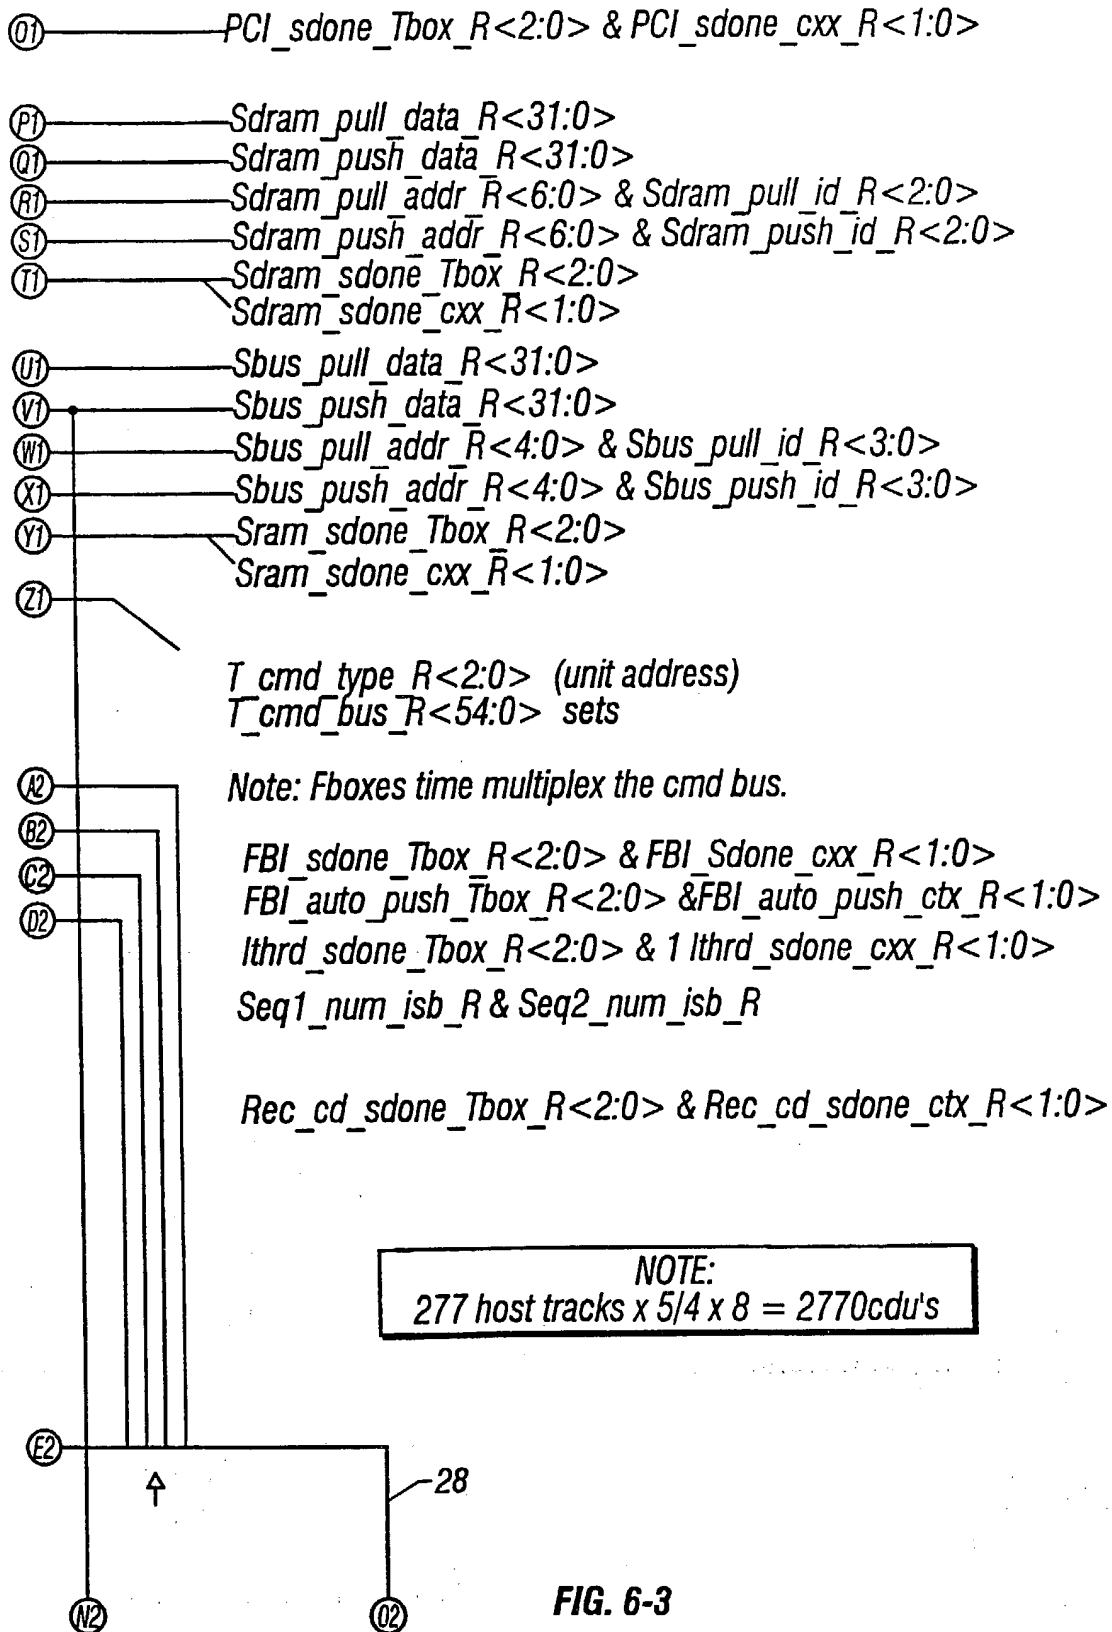 O1 PCI_sdone_Tbox_R<2:0> & PCI_sdone_cxx_R<1:0>
P1 Sdram_pull_data_R<31:0>
Q1 Sdram_push_data_R<31:0>
R1 Sdram_pull_addr_R<6:0> & Sdram_pull_id_R<2:0>
S1 Sdram_push_addr_R<6:0> & Sdram_push_id_R<2:0>
T1 Sdram_sdone_Tbox_R<2:0>
Sdram_sdone_cxx_R<1:0>
U1 Sbus_pull_data_R<31:0>
V1 Sbus_push_data_R<31:0>
W1 Sbus_pull_addr_R<4:0> & Sbus_pull_id_R<3:0>
X1 Sbus_push_addr_R<4:0> & Sbus_push_id_R<3:0>
Y1 Sram_sdone_Tbox_R<2:0>
Sram_sdone_cxx_R<1:0>
Z1
T_cmd_type_R<2:0> (unit address)
T_cmd_bus_R<54:0> sets
A2 Note: Fboxes time multiplex the cmd bus.
B2
FBI_sdone_Tbox_R<2:0> & FBI_Sdone_cxx_R<1:0>
C2
FBI_auto_push_Tbox_R<2:0> &FBI_auto_push_ctx_R<1:0>
D2
Ithrd_sdone_Tbox_R<2:0> & 1 Ithrd_sdone_cxx_R<1:0>
Seq1_num_isb_R & Seq2_num_isb_R
Rec_cd_sdone_Tbox_R<2:0> & Rec_cd_sdone_ctx_R<1:0>
NOTE:
277 host tracks x 5/4 x 8 = 2770cdu's
E2
28
N2
O2
FIG. 6-3